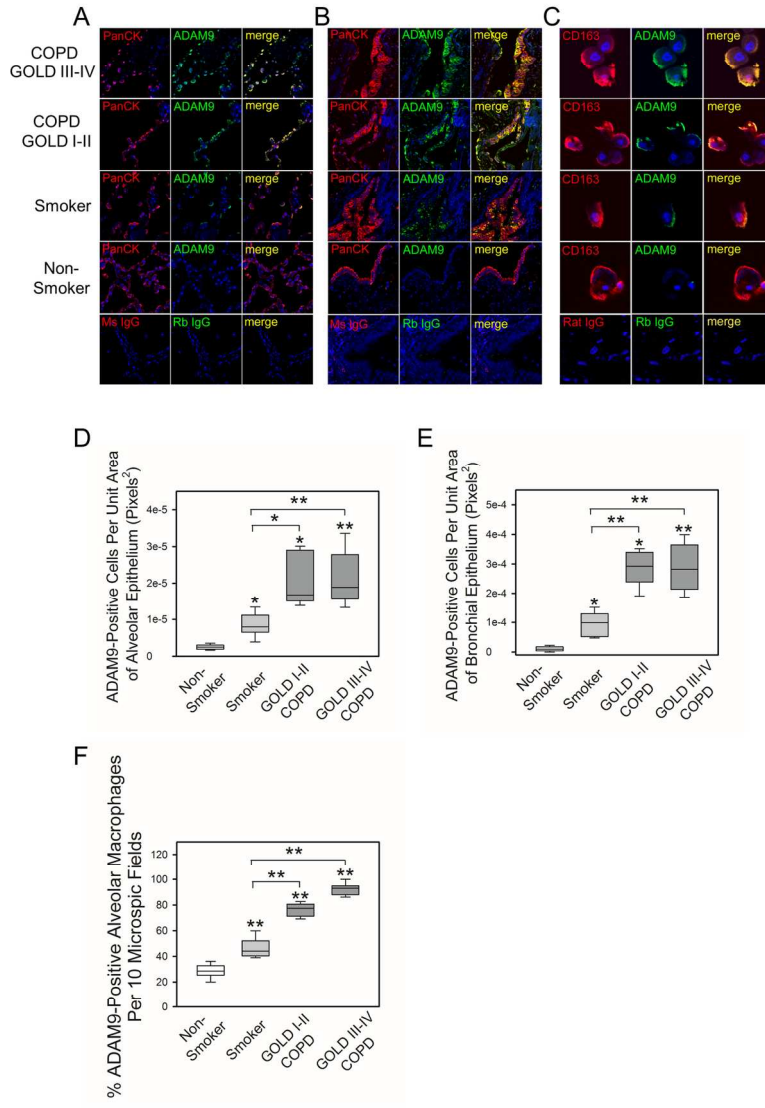 A
B
C
COPD
GOLD III-IV
PanCK ADAM9 merge
PanCK ADAM9 merge
CD163 ADAM9 merge
COPD
GOLD I-II
PanCK ADAM9 merge
PanCK ADAM9 merge
CD163 ADAM9 merge
Smoker
PanCK ADAM9 merge
PanCK ADAM9 merge
CD163 ADAM9 merge
Non-
Smoker
PanCK ADAM9 merge
PanCK ADAM9 merge
CD163 ADAM9 merge
Ms IgG Rb IgG merge
Ms IgG Rb IgG merge
Rat IgG Rb IgG merge
D
ADAM9-Positive Cells Per Unit Area
of Alveolar Epithelium (Pixels²)
4e-5
3e-5
2e-5
1e-5
0
**
*
*
*
**
Non-
Smoker
Smoker
GOLD I-II
COPD
GOLD III-IV
COPD
E
ADAM9-Positive Cells Per Unit Area
of Bronchial Epithelium (Pixels²)
5e-4
4e-4
3e-4
2e-4
1e-4
0
**
**
*
*
**
Non-
Smoker
Smoker
GOLD I-II
COPD
GOLD III-IV
COPD
F
% ADAM9-Positive Alveolar Macrophages
Per 10 Microspic Fields
120
100
80
60
40
20
0
**
**
**
**
**
Non-
Smoker
Smoker
GOLD I-II
COPD
GOLD III-IV
COPD